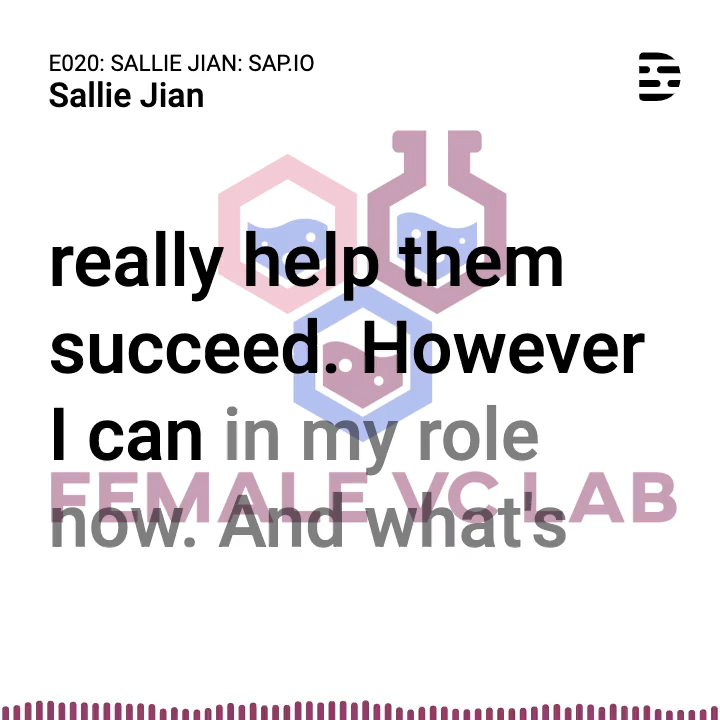 E020: SALLIE JIAN: SAP.IO
Sallie Jian
really help them
succeed. However
I can in my role
FEMALE VC LAB
now. And what's